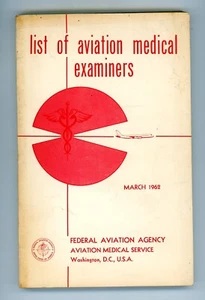 list of aviation medical
examiners
MARCH 1962
FEDERAL AVIATION AGENCY
AVIATION MEDICAL SERVICE
Washington, D.C., U.S.A.